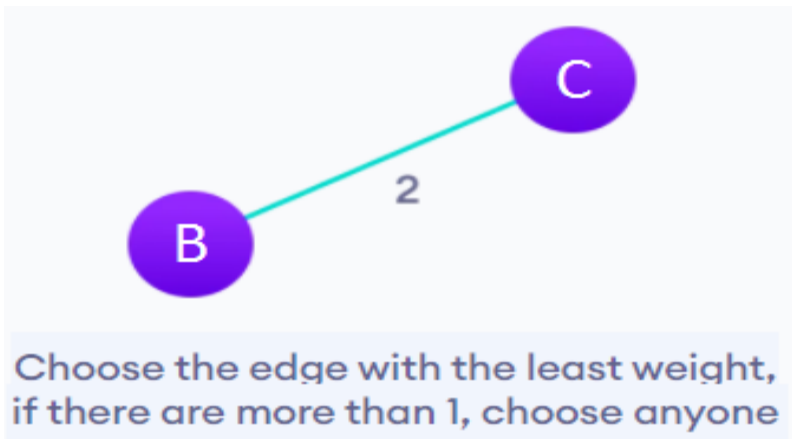 C
2
B
Choose the edge with the least weight,
if there are more than 1, choose anyone